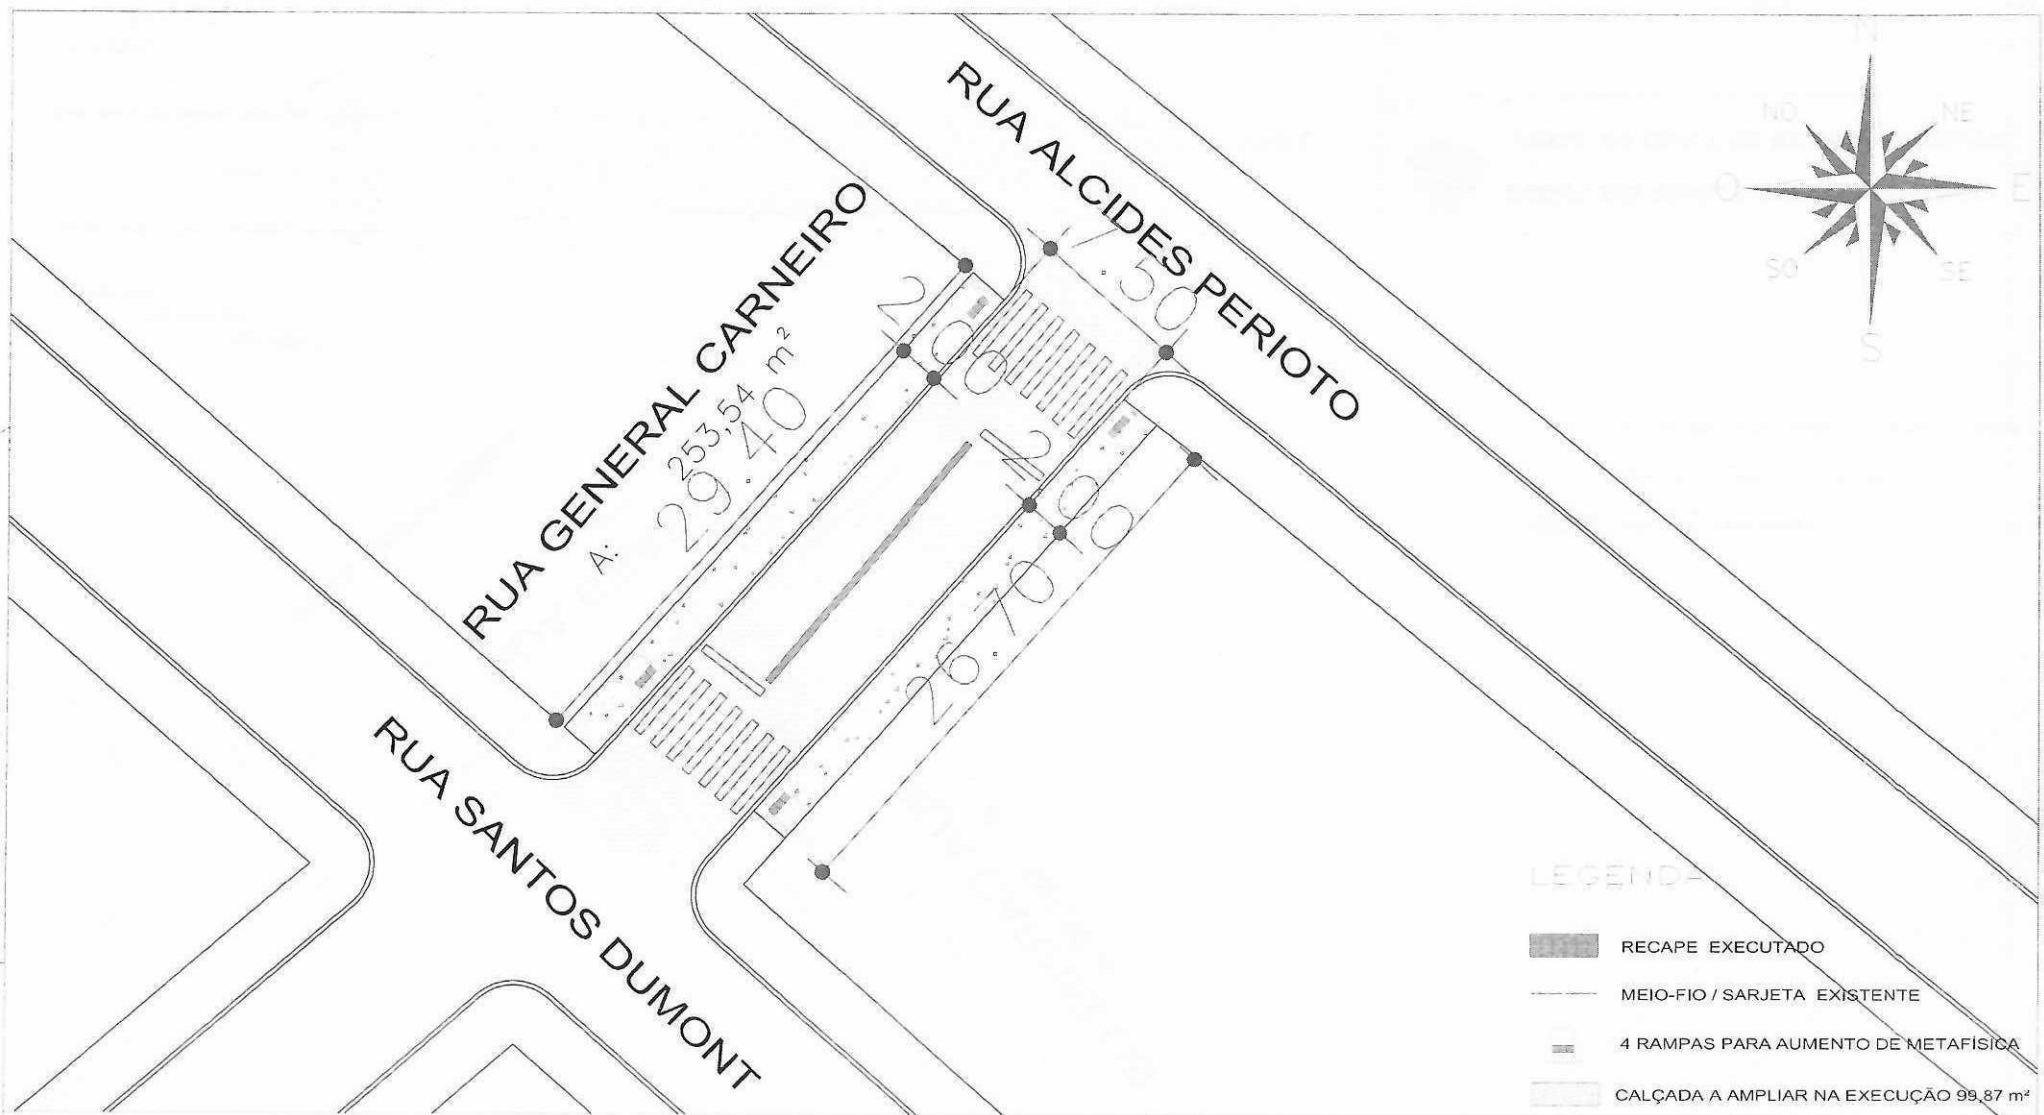 RUA ALCIDES PERIOTO
RUA GENERAL CARNEIRO
A: 253,54 m²
29.40
2.00
7.50
2.00
26.70
RUA SANTOS DUMONT
N
NO
NE
O
E
SO
SE
S
LEGENDA
RECAPE EXECUTADO
MEIO-FIO / SARJETA EXISTENTE
4 RAMPAS PARA AUMENTO DE METAFÍSICA
CALÇADA A AMPLIAR NA EXECUÇÃO 99,87 m²